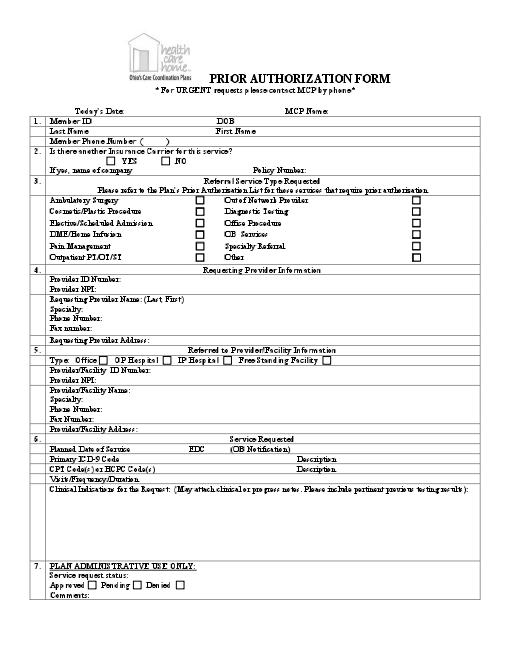 health
care
home
Ohio's Care Coordination Plans
PRIOR AUTHORIZATION FORM
* For URGENT requests please contact MCP by phone*
Today's Date: MCP Name:
1. Member ID DOB
Last Name First Name
Member Phone Number ( )
2. Is there another Insurance Carrier for this service?
YES NO
If yes, name of company Policy Number:
3. Referral Service Type Requested
Please refer to the Plan's Prior Authorization List for these services that require prior authorization.
Ambulatory Surgery Out of Network Provider
Cosmetic/Plastic Procedure Diagnostic Testing
Elective/Scheduled Admission Office Procedure
DME/Home Infusion OB Services
Pain Management Specialty Referral
Outpatient PT/OT/ST Other
4. Requesting Provider Information
Provider ID Number:
Provider NPI:
Requesting Provider Name: (Last, First)
Specialty:
Phone Number:
Fax number:
Requesting Provider Address:
5. Referred to Provider/Facility Information
Type: Office OP Hospital IP Hospital Free Standing Facility
Provider/Facility ID Number:
Provider NPI:
Provider/Facility Name:
Specialty:
Phone Number:
Fax Number:
Provider/Facility Address:
6. Service Requested
Planned Date of Service EDC (OB Notification)
Primary ICD-9 Code Description
CPT Code(s) or HCPC Code(s) Description
Visits/Frequency/Duration
Clinical Indications for the Request: (May attach clinical or progress notes. Please include pertinent previous testing results):
7. PLAN ADMINISTRATIVE USE ONLY:
Service request status:
Approved Pending Denied
Comments: